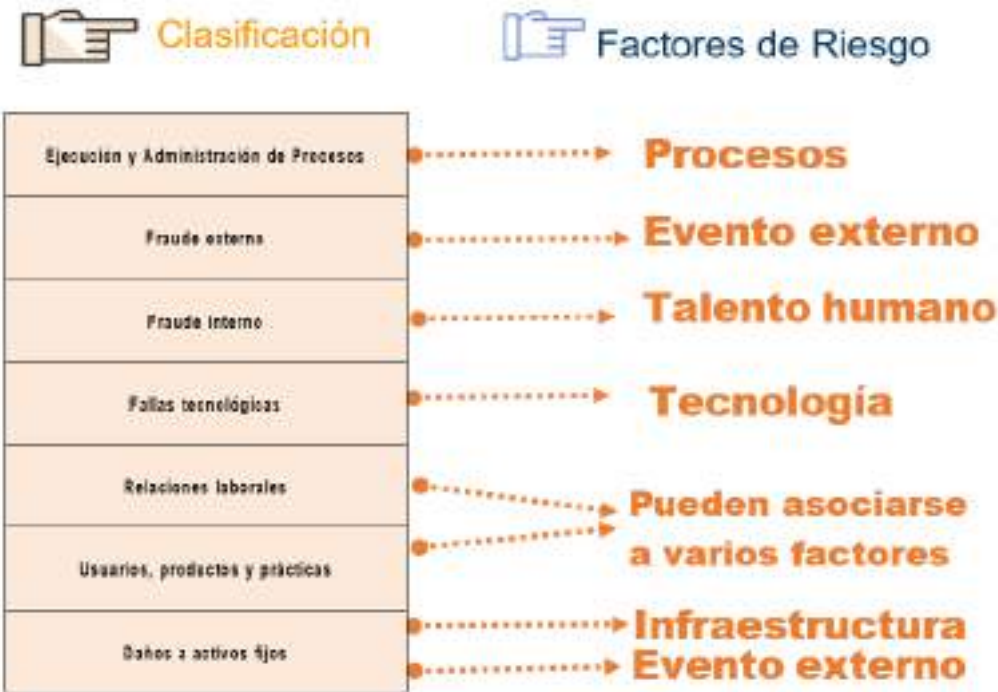 Clasificación
Factores de Riesgo
Ejecución y Administración de Procesos
Procesos
Fraude externo
Evento externo
Fraude interno
Talento humano
Fallas tecnológicas
Tecnología
Relaciones laborales
Pueden asociarse
a varios factores
Usuarios, productos y prácticas
Daños a activos fijos
Infraestructura
Evento externo